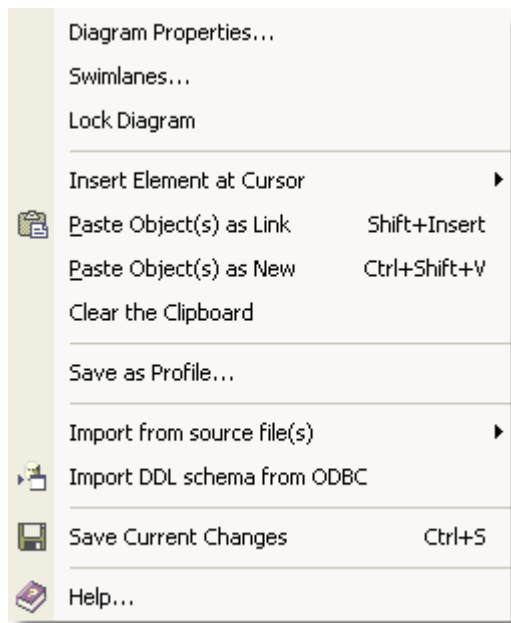 Diagram Properties...
Swimlanes...
Lock Diagram
Insert Element at Cursor
Paste Object(s) as Link Shift+Insert
Paste Object(s) as New Ctrl+Shift+V
Clear the Clipboard
Save as Profile...
Import from source file(s)
Import DDL schema from ODBC
Save Current Changes Ctrl+S
Help...